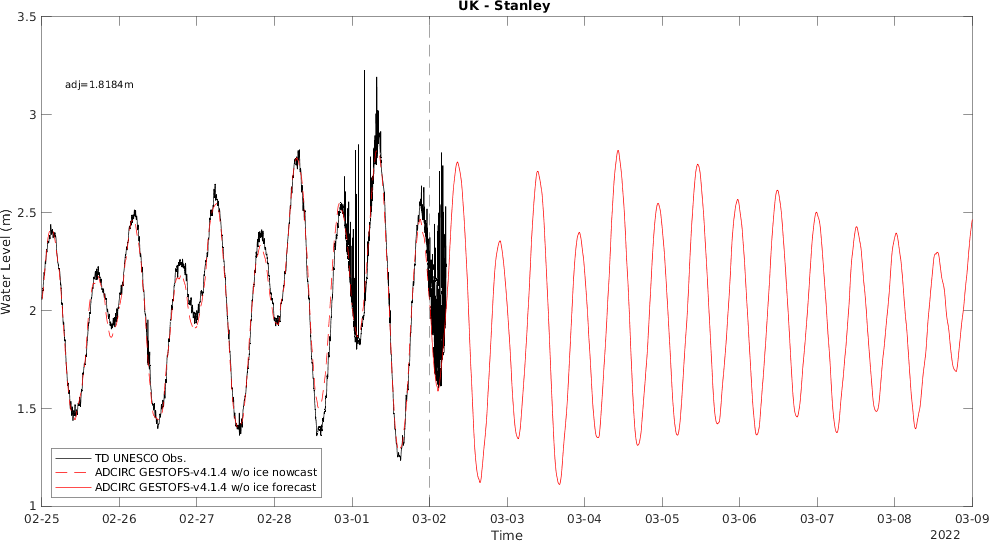 UK - Stanley
3.5
3
2.5
2
1.5
1
Water Level (m)
adj=1.8184m
TD UNESCO Obs.
ADCIRC GESTOFS-v4.1.4 w/o ice nowcast
ADCIRC GESTOFS-v4.1.4 w/o ice forecast
02-25 02-26 02-27 02-28 03-01 03-02 03-03 03-04 03-05 03-06 03-07 03-08 03-09
Time
2022